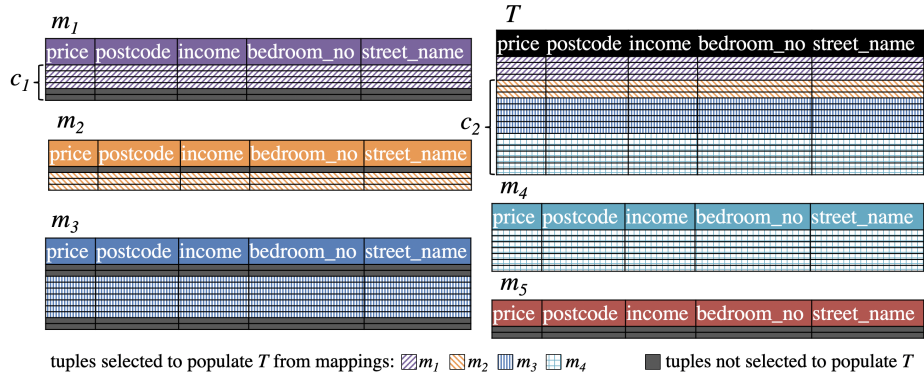 m1
price postcode income bedroom_no street_name
c1
m2
price postcode income bedroom_no street_name
m3
price postcode income bedroom_no street_name
T
price postcode income bedroom_no street_name
c2
m4
price postcode income bedroom_no street_name
m5
price postcode income bedroom_no street_name
tuples selected to populate T from mappings: m1 m2 m3 m4 tuples not selected to populate T